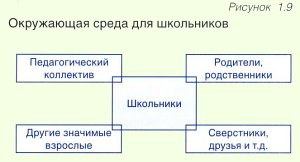 Рисунок 1.9
Окружающая среда для школьников
Педагогический
коллектив
Родители,
родственники
Школьники
Другие значимые
взрослые
Сверстники,
друзья и т.д.